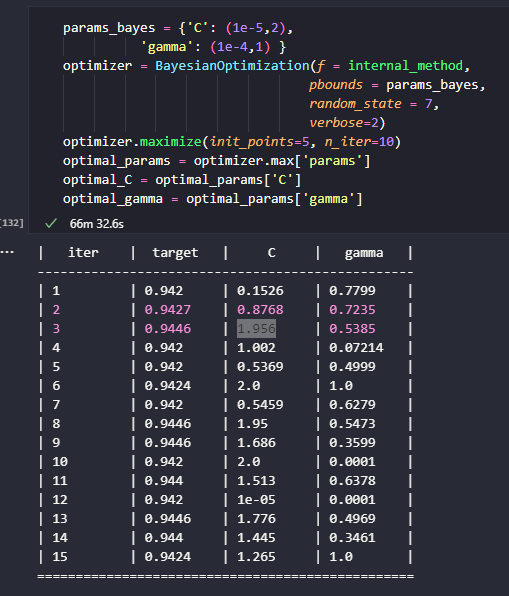 params_bayes = {'C': (1e-5,2),
'gamma': (1e-4,1) }
optimizer = BayesianOptimization(f = internal_method,
pbounds = params_bayes,
random_state = 7,
verbose=2)
optimizer.maximize(init_points=5, n_iter=10)
optimal_params = optimizer.max['params']
optimal_C = optimal_params['C']
optimal_gamma = optimal_params['gamma']
[132] ✓ 66m 32.6s
... | iter | target | C | gamma |
-------------------------------------------------
| 1 | 0.942 | 0.1526 | 0.7799 |
| 2 | 0.9427 | 0.8768 | 0.7235 |
| 3 | 0.9446 | 1.956 | 0.5385 |
| 4 | 0.942 | 1.002 | 0.07214 |
| 5 | 0.942 | 0.5369 | 0.4999 |
| 6 | 0.9424 | 2.0 | 1.0 |
| 7 | 0.942 | 0.5459 | 0.6279 |
| 8 | 0.9446 | 1.95 | 0.5473 |
| 9 | 0.9446 | 1.686 | 0.3599 |
| 10 | 0.942 | 2.0 | 0.0001 |
| 11 | 0.944 | 1.513 | 0.6378 |
| 12 | 0.942 | 1e-05 | 0.0001 |
| 13 | 0.9446 | 1.776 | 0.4969 |
| 14 | 0.944 | 1.445 | 0.3461 |
| 15 | 0.9424 | 1.265 | 1.0 |
=================================================